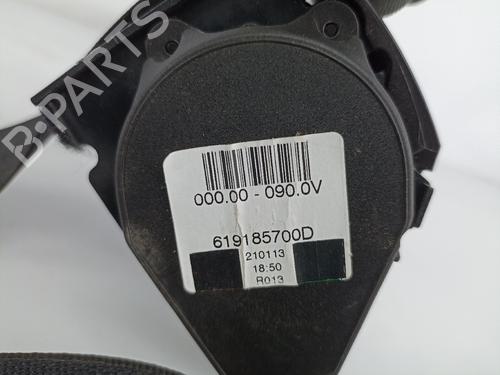 B-PARTS
000.00 - 090.0V
619185700D
210113
18:50
R013